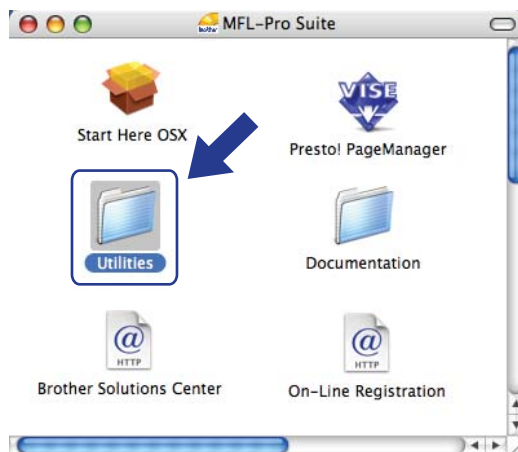 brother MFL-Pro Suite
Start Here OSX
VISE
Presto! PageManager
Utilities
Documentation
@
HTTP
Brother Solutions Center
@
HTTP
On-Line Registration